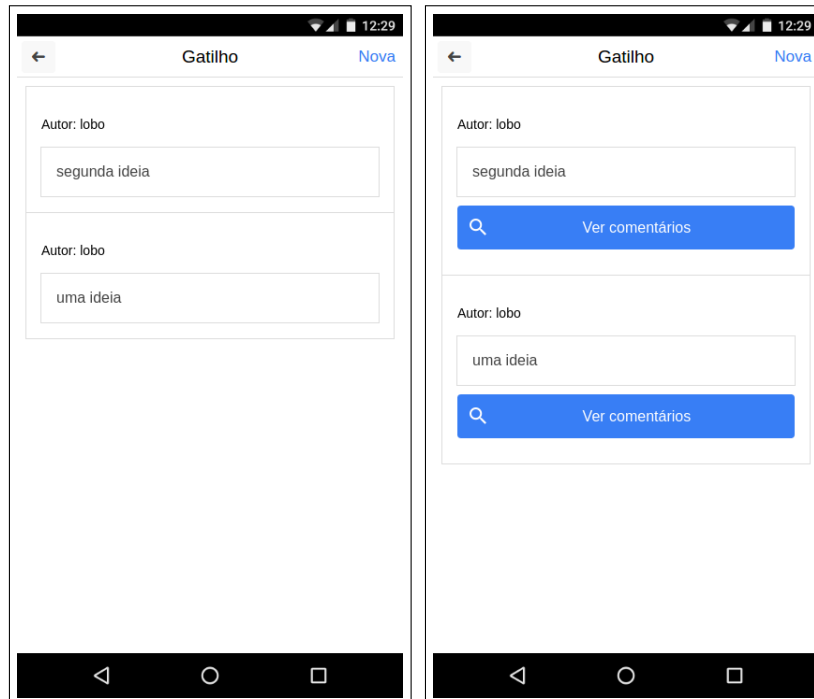 12:29
Gatilho
Nova
Autor: lobo
segunda ideia
Autor: lobo
uma ideia
12:29
Gatilho
Nova
Autor: lobo
segunda ideia
Ver comentários
Autor: lobo
uma ideia
Ver comentários